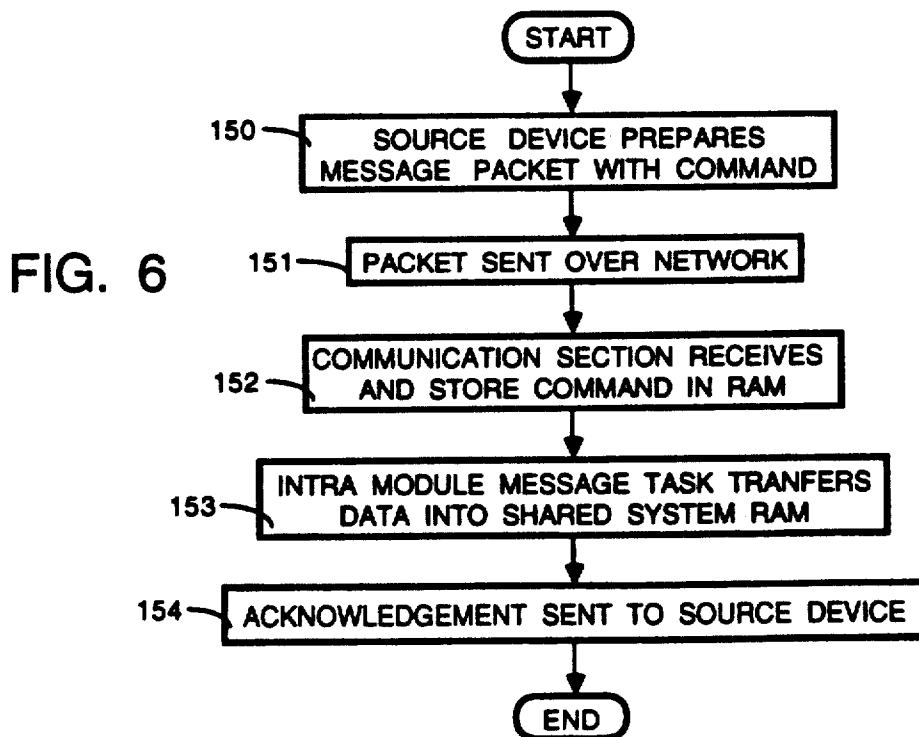 START
150
SOURCE DEVICE PREPARES
MESSAGE PACKET WITH COMMAND
FIG. 6
151
PACKET SENT OVER NETWORK
152
COMMUNICATION SECTION RECEIVES
AND STORE COMMAND IN RAM
153
INTRA MODULE MESSAGE TASK TRANFERS
DATA INTO SHARED SYSTEM RAM
154
ACKNOWLEDGEMENT SENT TO SOURCE DEVICE
END